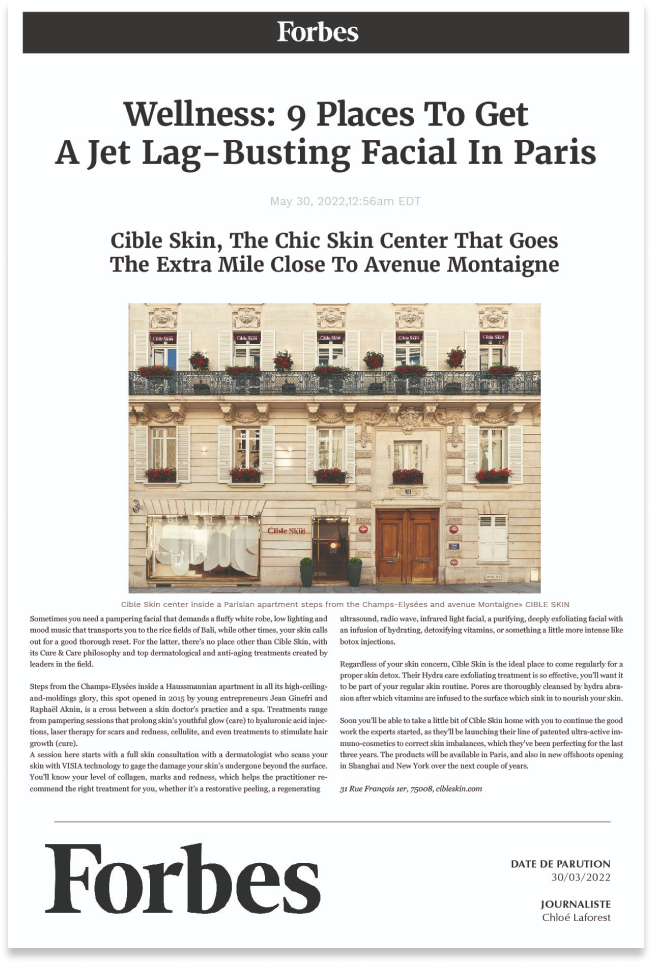 Forbes
Wellness: 9 Places To Get
A Jet Lag-Busting Facial In Paris
May 30, 2022,12:56am EDT
Cible Skin, The Chic Skin Center That Goes
The Extra Mile Close To Avenue Montaigne
Cible Skin
Cible Skin
Cible Skin
Cible Skin
Cible Skin
Cible Skin
Cible Skin center inside a Parisian apartment steps from the Champs-Elysées and avenue Montaigne» CIBLE SKIN
Sometimes you need a pampering facial that demands a fluffy white robe, low lighting and
mood music that transports you to the rice fields of Bali, while other times, your skin calls
out for a good thorough reset. For the latter, there's no place other than Cible Skin, with
its Cure & Care philosophy and top dermatological and anti-aging treatments created by
leaders in the field.
Steps from the Champs-Elysées inside a Haussmannian apartment in all its high-ceiling-
and-moldings glory, this spot opened in 2015 by young entrepreneurs Jean Ginefri and
Raphaël Aknin, is a cross between a skin doctor's practice and a spa. Treatments range
from pampering sessions that prolong skin's youthful glow (care) to hyaluronic acid injec-
tions, laser therapy for scars and redness, cellulite, and even treatments to stimulate hair
growth (cure).
A session here starts with a full skin consultation with a dermatologist who scans your
skin with VISIA technology to gage the damage your skin's undergone beyond the surface.
You'll know your level of collagen, marks and redness, which helps the practitioner re-
commend the right treatment for you, whether it's a restorative peeling, a regenerating
ultrasound, radio wave, infrared light facial, a purifying, deeply exfoliating facial with
an infusion of hydrating, detoxifying vitamins, or something a little more intense like
botox injections.
Regardless of your skin concern, Cible Skin is the ideal place to come regularly for a
proper skin detox. Their Hydra care exfoliating treatment is so effective, you'll want it
to be part of your regular skin routine. Pores are thoroughly cleansed by hydra abra-
sion after which vitamins are infused to the surface which sink in to nourish your skin.
Soon you'll be able to take a little bit of Cible Skin home with you to continue the good
work the experts started, as they'll be launching their line of patented ultra-active im-
muno-cosmetics to correct skin imbalances, which they've been perfecting for the last
three years. The products will be available in Paris, and also in new offshoots opening
in Shanghai and New York over the next couple of years.
31 Rue François 1er, 75008, cibleskin.com
Forbes
DATE DE PARUTION
30/03/2022
JOURNALISTE
Chloé Laforest